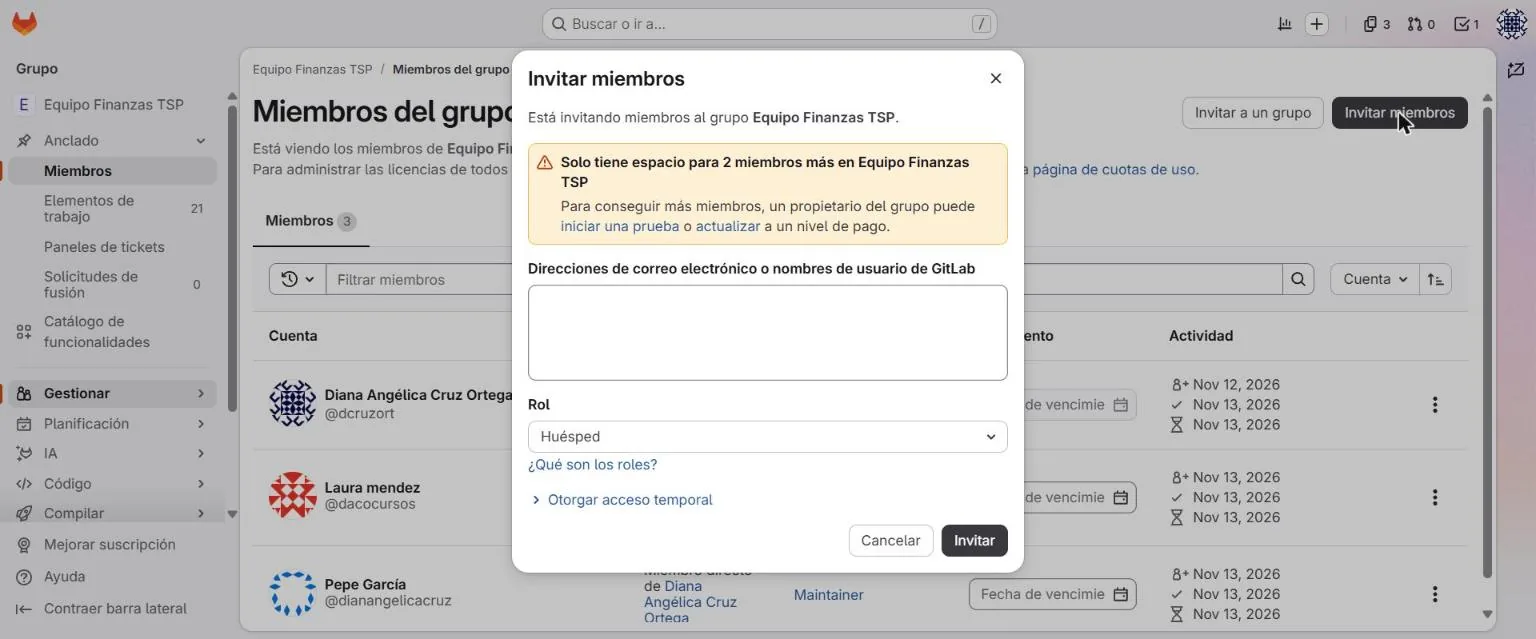 Buscar o ir a...
/
3
0
1
Grupo
E Equipo Finanzas TSP
Anclado
Miembros
Elementos de trabajo
21
Paneles de tickets
Solicitudes de fusión
0
Catálogo de funcionalidades
Gestionar
Planificación
IA
Código
Compilar
Mejorar suscripción
Ayuda
Contraer barra lateral
Equipo Finanzas TSP / Miembros del grupo
Miembros del grupo
Está viendo los miembros de Equipo
Para administrar las licencias de todos
página de cuotas de uso.
Invitar a un grupo
Invitar miembros
Miembros 3
Filtrar miembros
Cuenta
Cuenta
Actividad
Diana Angélica Cruz Ortega
@dcruzort
de vencimie
Nov 12, 2026
Nov 13, 2026
Nov 13, 2026
Laura mendez
@dacocursos
de vencimie
Nov 13, 2026
Nov 13, 2026
Nov 13, 2026
Pepe García
@dianangelicacruz
de Diana
Angélica Cruz
Ortega
Maintainer
Fecha de vencimie
Nov 13, 2026
Nov 13, 2026
Nov 13, 2026
Invitar miembros
Está invitando miembros al grupo Equipo Finanzas TSP.
Solo tiene espacio para 2 miembros más en Equipo Finanzas
TSP
Para conseguir más miembros, un propietario del grupo puede
iniciar una prueba o actualizar a un nivel de pago.
Direcciones de correo electrónico o nombres de usuario de GitLab
Rol
Huésped
¿Qué son los roles?
Otorgar acceso temporal
Cancelar
Invitar